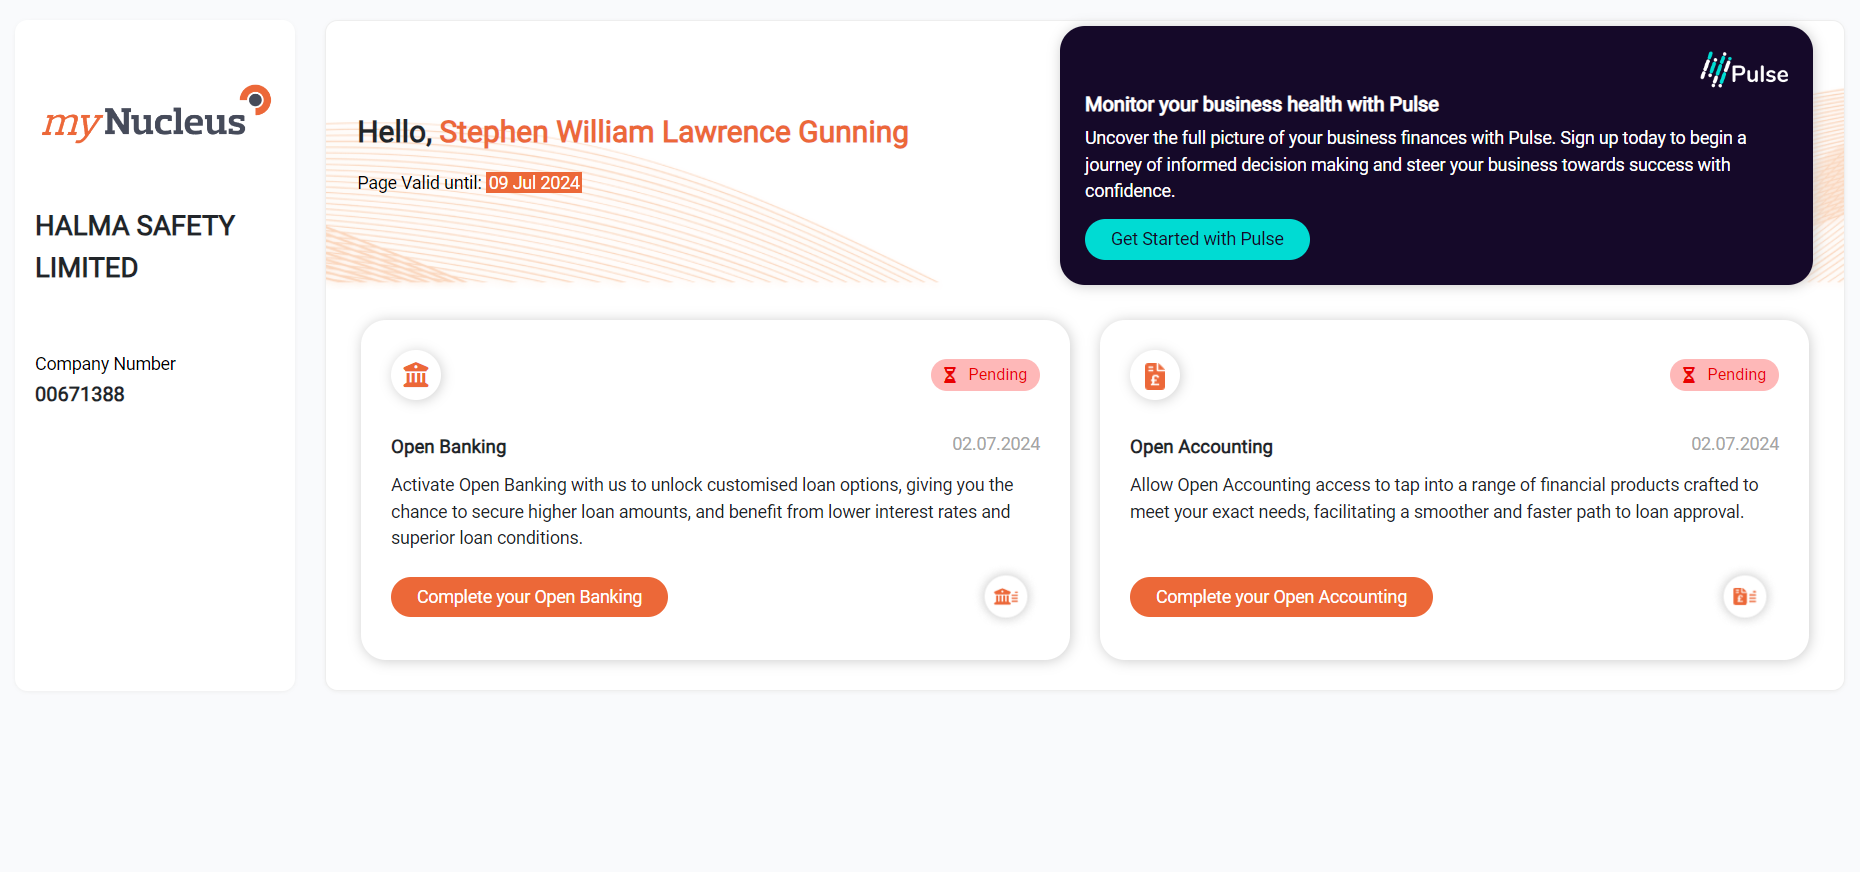 myNucleus
HALMA SAFETY
LIMITED
Company Number
00671388
Hello, Stephen William Lawrence Gunning
Page Valid until: 09 Jul 2024
Pulse
Monitor your business health with Pulse
Uncover the full picture of your business finances with Pulse. Sign up today to begin a
journey of informed decision making and steer your business towards success with
confidence.
Get Started with Pulse
Pending
Open Banking
02.07.2024
Activate Open Banking with us to unlock customised loan options, giving you the
chance to secure higher loan amounts, and benefit from lower interest rates and
superior loan conditions.
Complete your Open Banking
Pending
Open Accounting
02.07.2024
Allow Open Accounting access to tap into a range of financial products crafted to
meet your exact needs, facilitating a smoother and faster path to loan approval.
Complete your Open Accounting